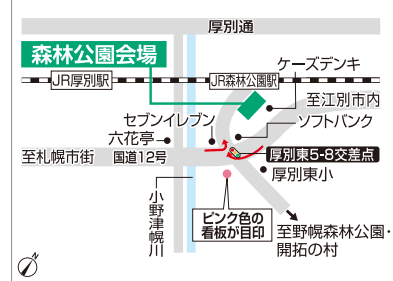 厚別通
森林公園会場
ケーズデンキ
JR厚別駅
JR森林公園駅
至江別市内
セブンイレブン
ソフトバンク
六花亭
至札幌市街
国道12号
厚別東5-8交差点
厚別東小
小野津幌川
ピンク色の
看板が目印
至野幌森林公園・
開拓の村
N